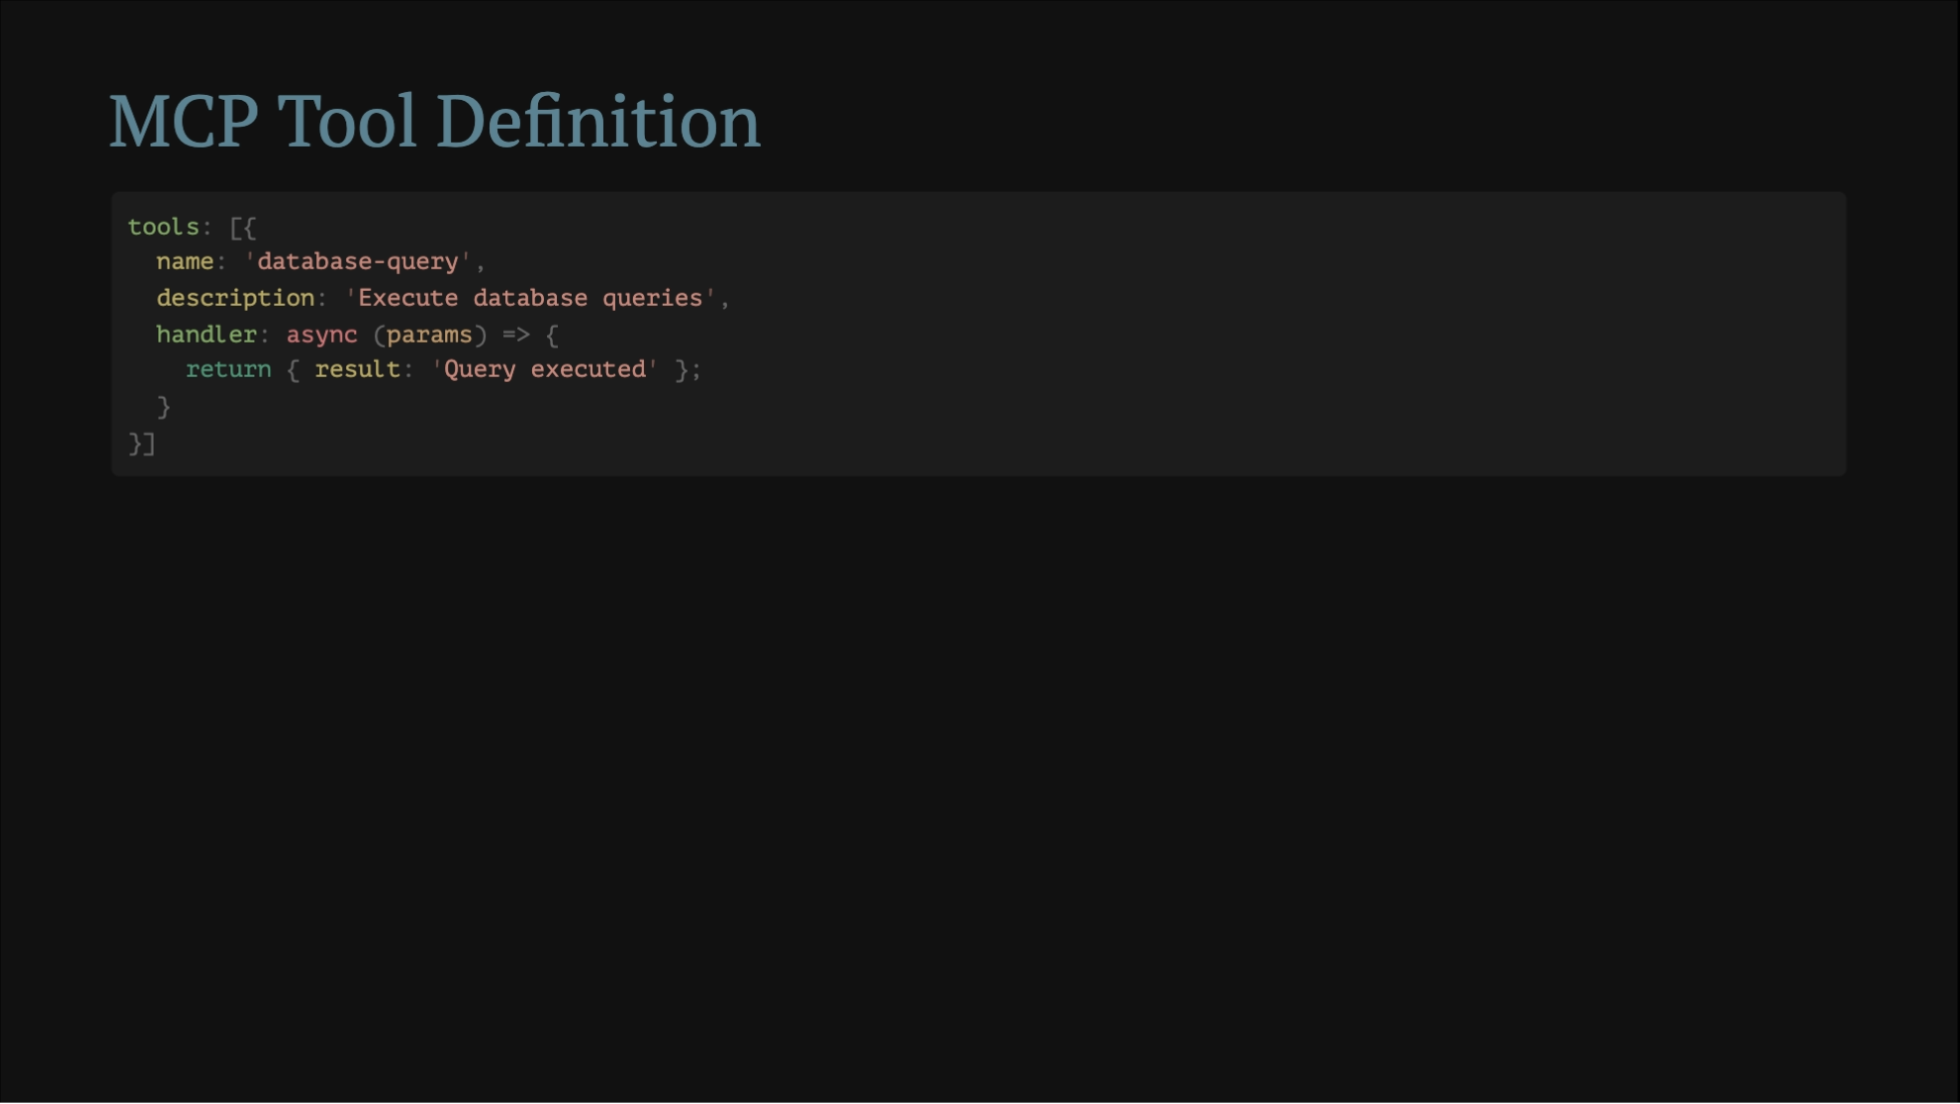 MCP Tool Definition
tools: [{
  name: 'database-query',
  description: 'Execute database queries',
  handler: async (params) => {
    return { result: 'Query executed' };
  }
}]